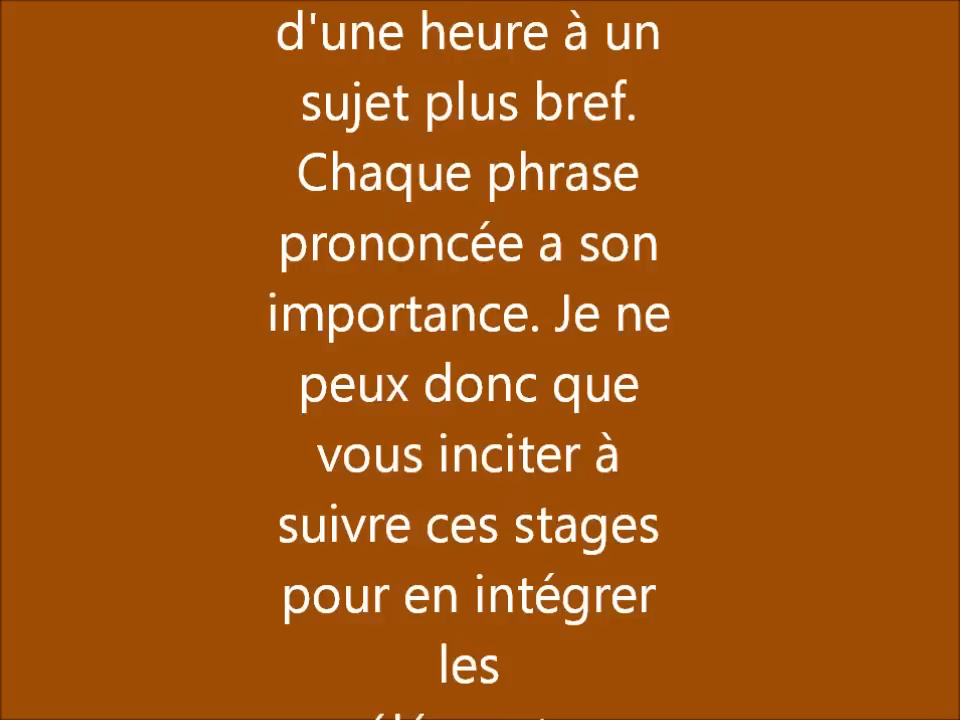 d'une heure à un
sujet plus bref.
Chaque phrase
prononcée a son
importance. Je ne
peux donc que
vous inciter à
suivre ces stages
pour en intégrer
les